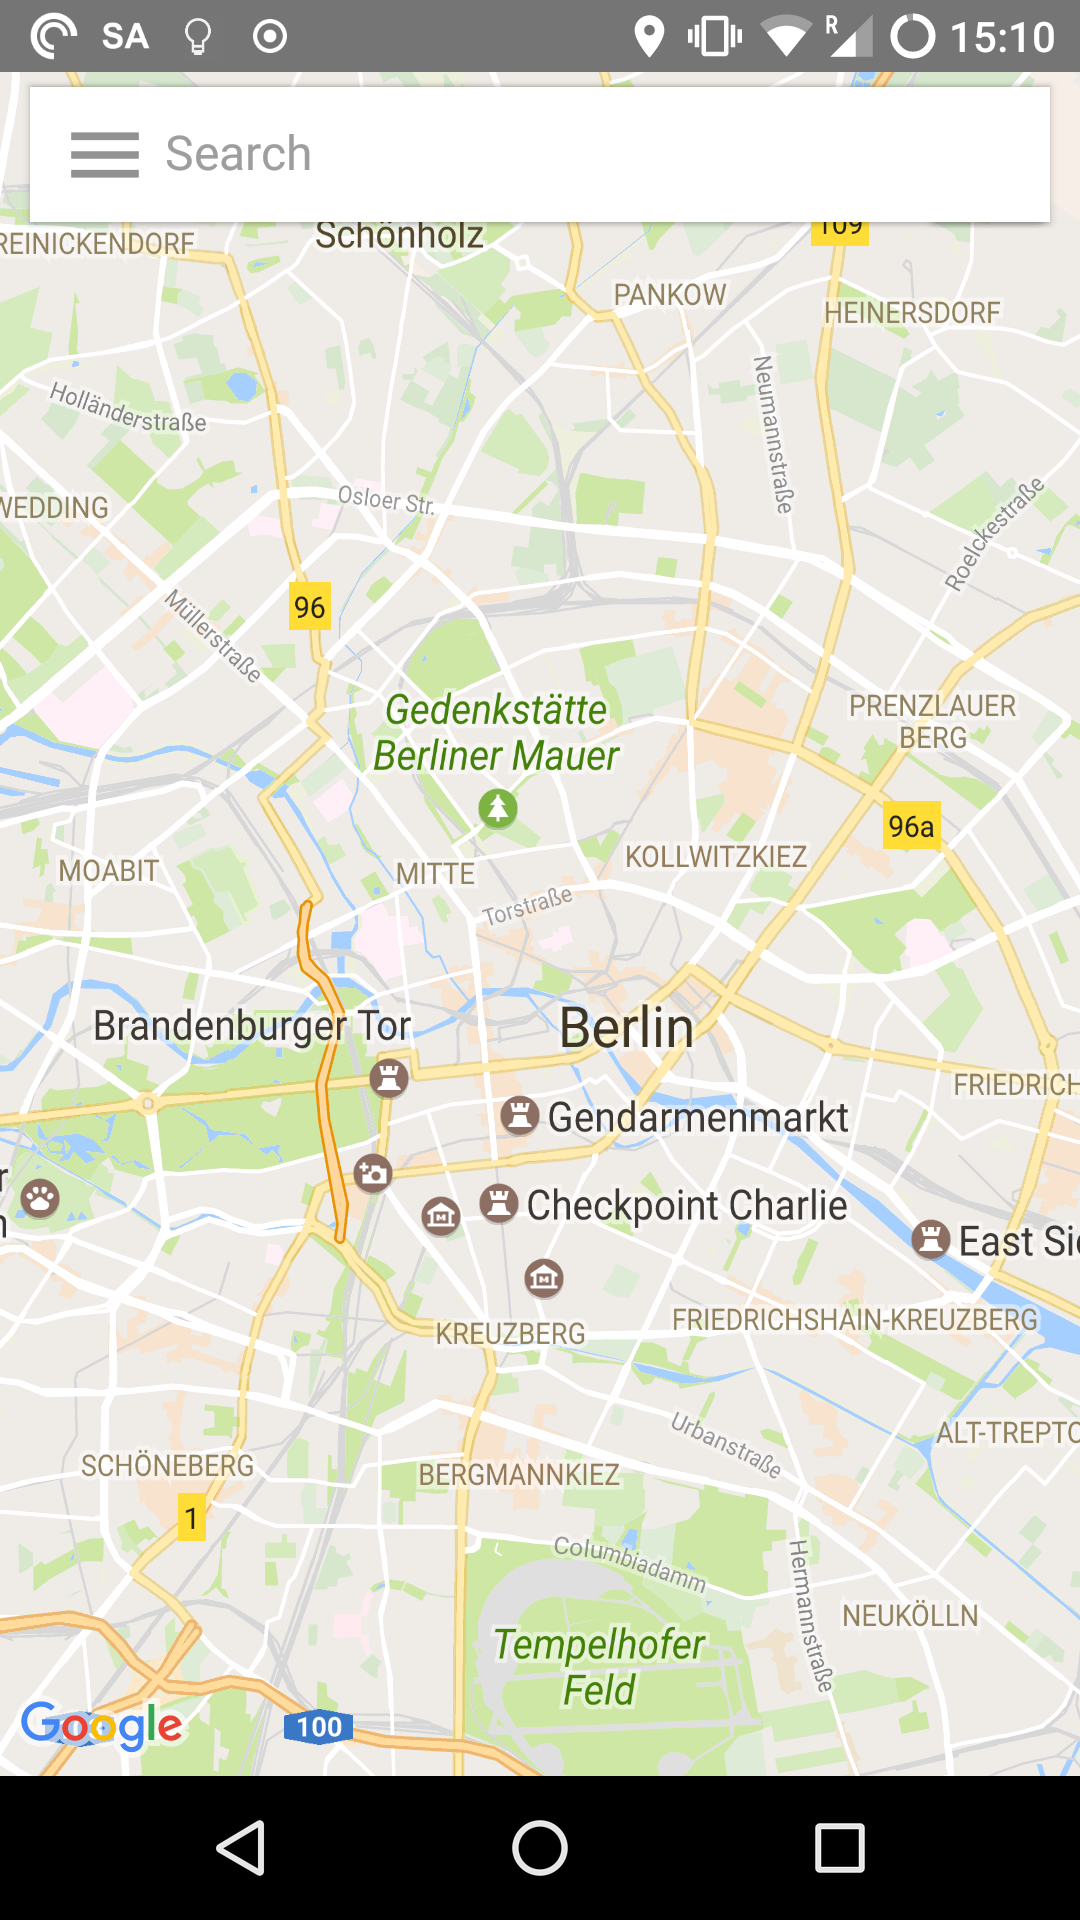 SA
R
15:10
Search
REINICKENDORF
Schönholz
109
PANKOW
HEINERSDORF
Holländerstraße
Neumannstraße
WEDDING
Osloer Str.
Roelckestraße
96
Müllerstraße
Gedenkstätte
Berliner Mauer
PRENZLAUER
BERG
96a
MOABIT
MITTE
KOLLWITZKIEZ
Torstraße
Brandenburger Tor
Berlin
FRIEDRICH
Gendarmenmarkt
r
n
Checkpoint Charlie
East Si
KREUZBERG
FRIEDRICHSHAIN-KREUZBERG
Urbanstraße
ALT-TREPTO
SCHÖNEBERG
BERGMANNKIEZ
1
Columbiadamm
Hermannstraße
NEUKÖLLN
Tempelhofer
Feld
Google
100